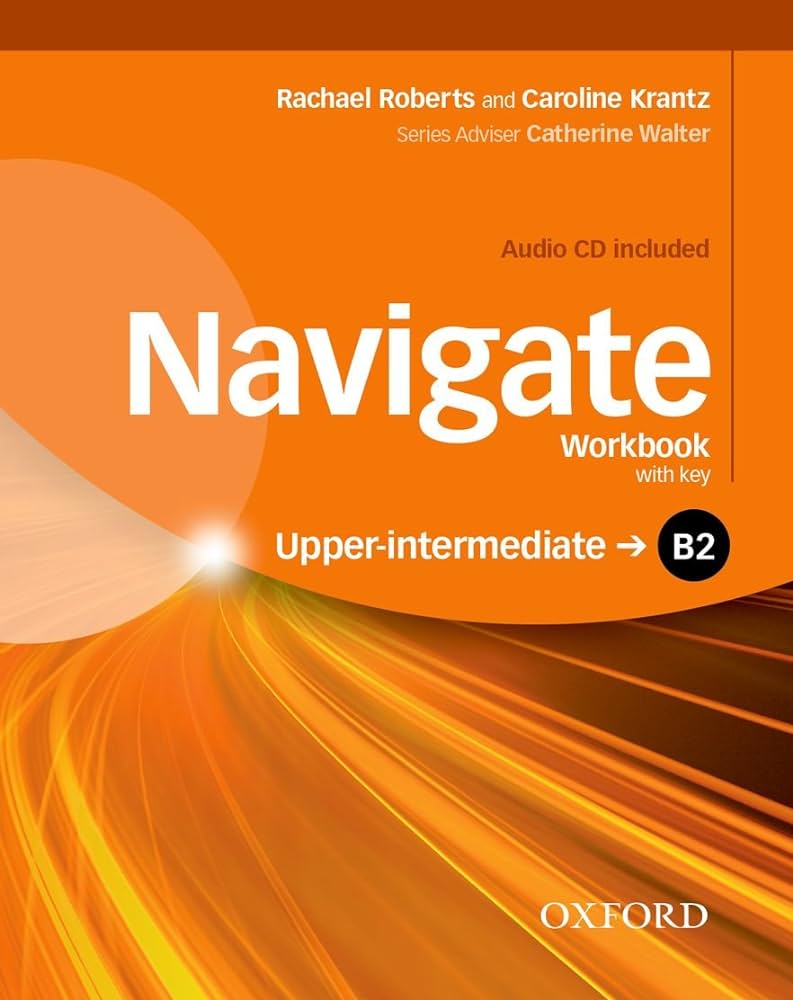 Rachael Roberts and Caroline Krantz
Series Adviser Catherine Walter
Audio CD included
Navigate
Workbook
with key
Upper-intermediate → B2
OXFORD